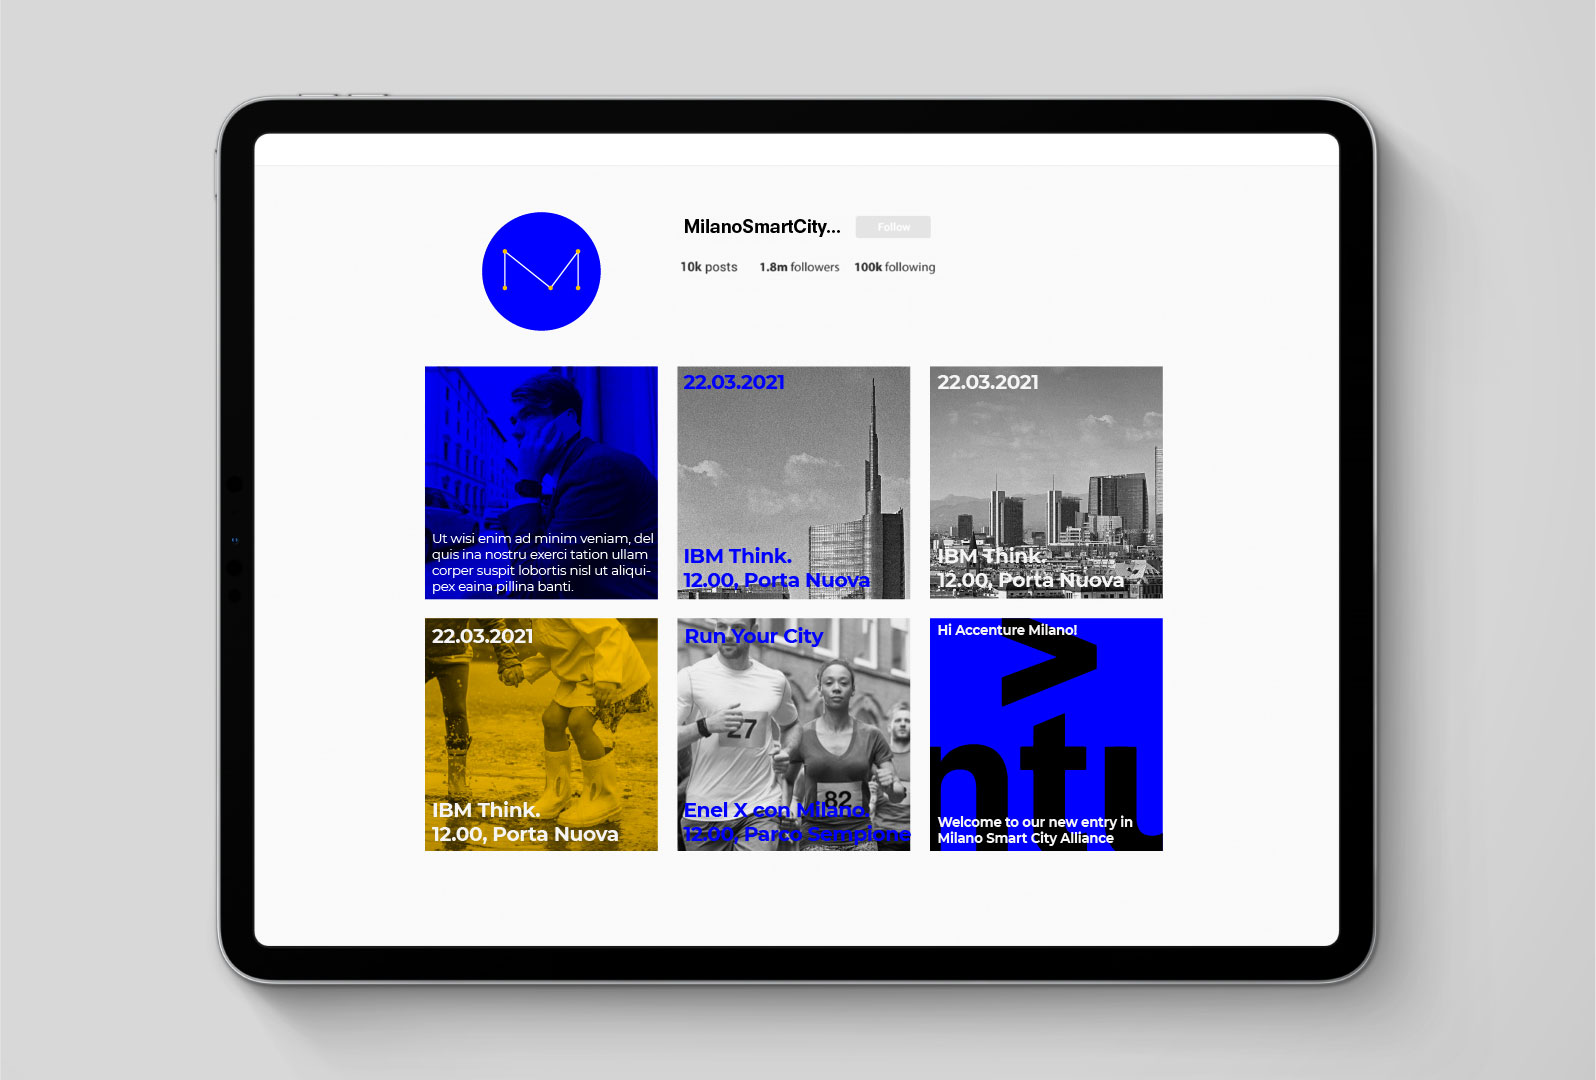 MilanoSmartCity...
Follow
10k posts 1.8m followers 100k following
Ut wisi enim ad minim veniam, del
quis ina nostru exerci tation ullam
corper suspit lobortis nisl ut aliqui-
pex eaina pillina banti.
22.03.2021
IBM Think.
12.00, Porta Nuova
22.03.2021
IBM Think.
12.00, Porta Nuova
22.03.2021
IBM Think.
12.00, Porta Nuova
Run Your City
27
82
Enel X con Milano.
12.00, Parco Sempione
Hi Accenture Milano!
ntu
Welcome to our new entry in
Milano Smart City Alliance